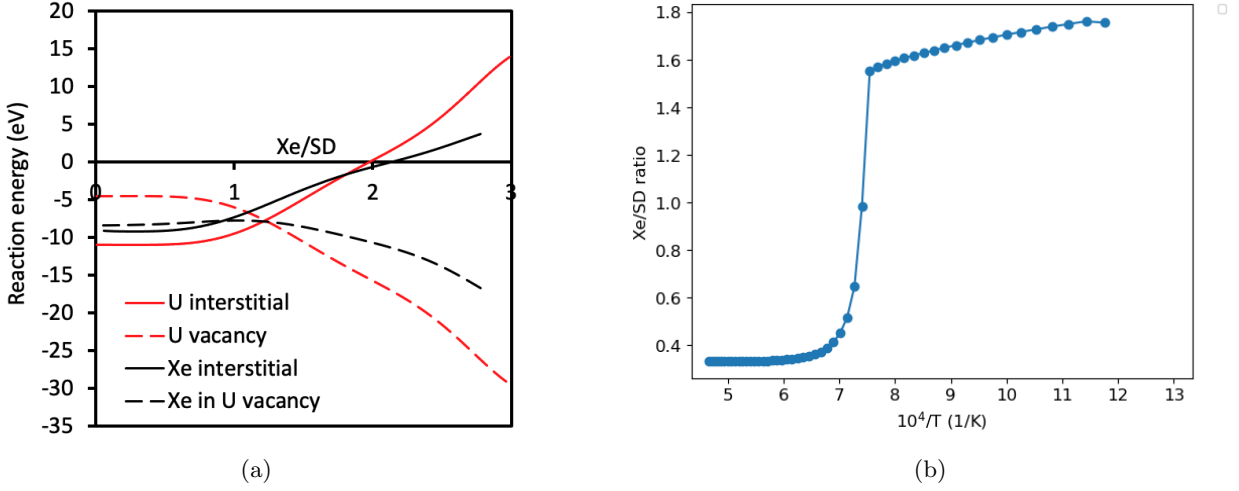 20
15
10
5
0
-5
-10
-15
-20
-25
-30
-35
Reaction energy (eV)
Xe/SD
0
1
2
3
U interstitial
U vacancy
Xe interstitial
Xe in U vacancy
(a)
1.8
1.6
1.4
1.2
1.0
0.8
0.6
0.4
Xe/SD ratio
5 6 7 8 9 10 11 12 13
10⁴/T (1/K)
(b)